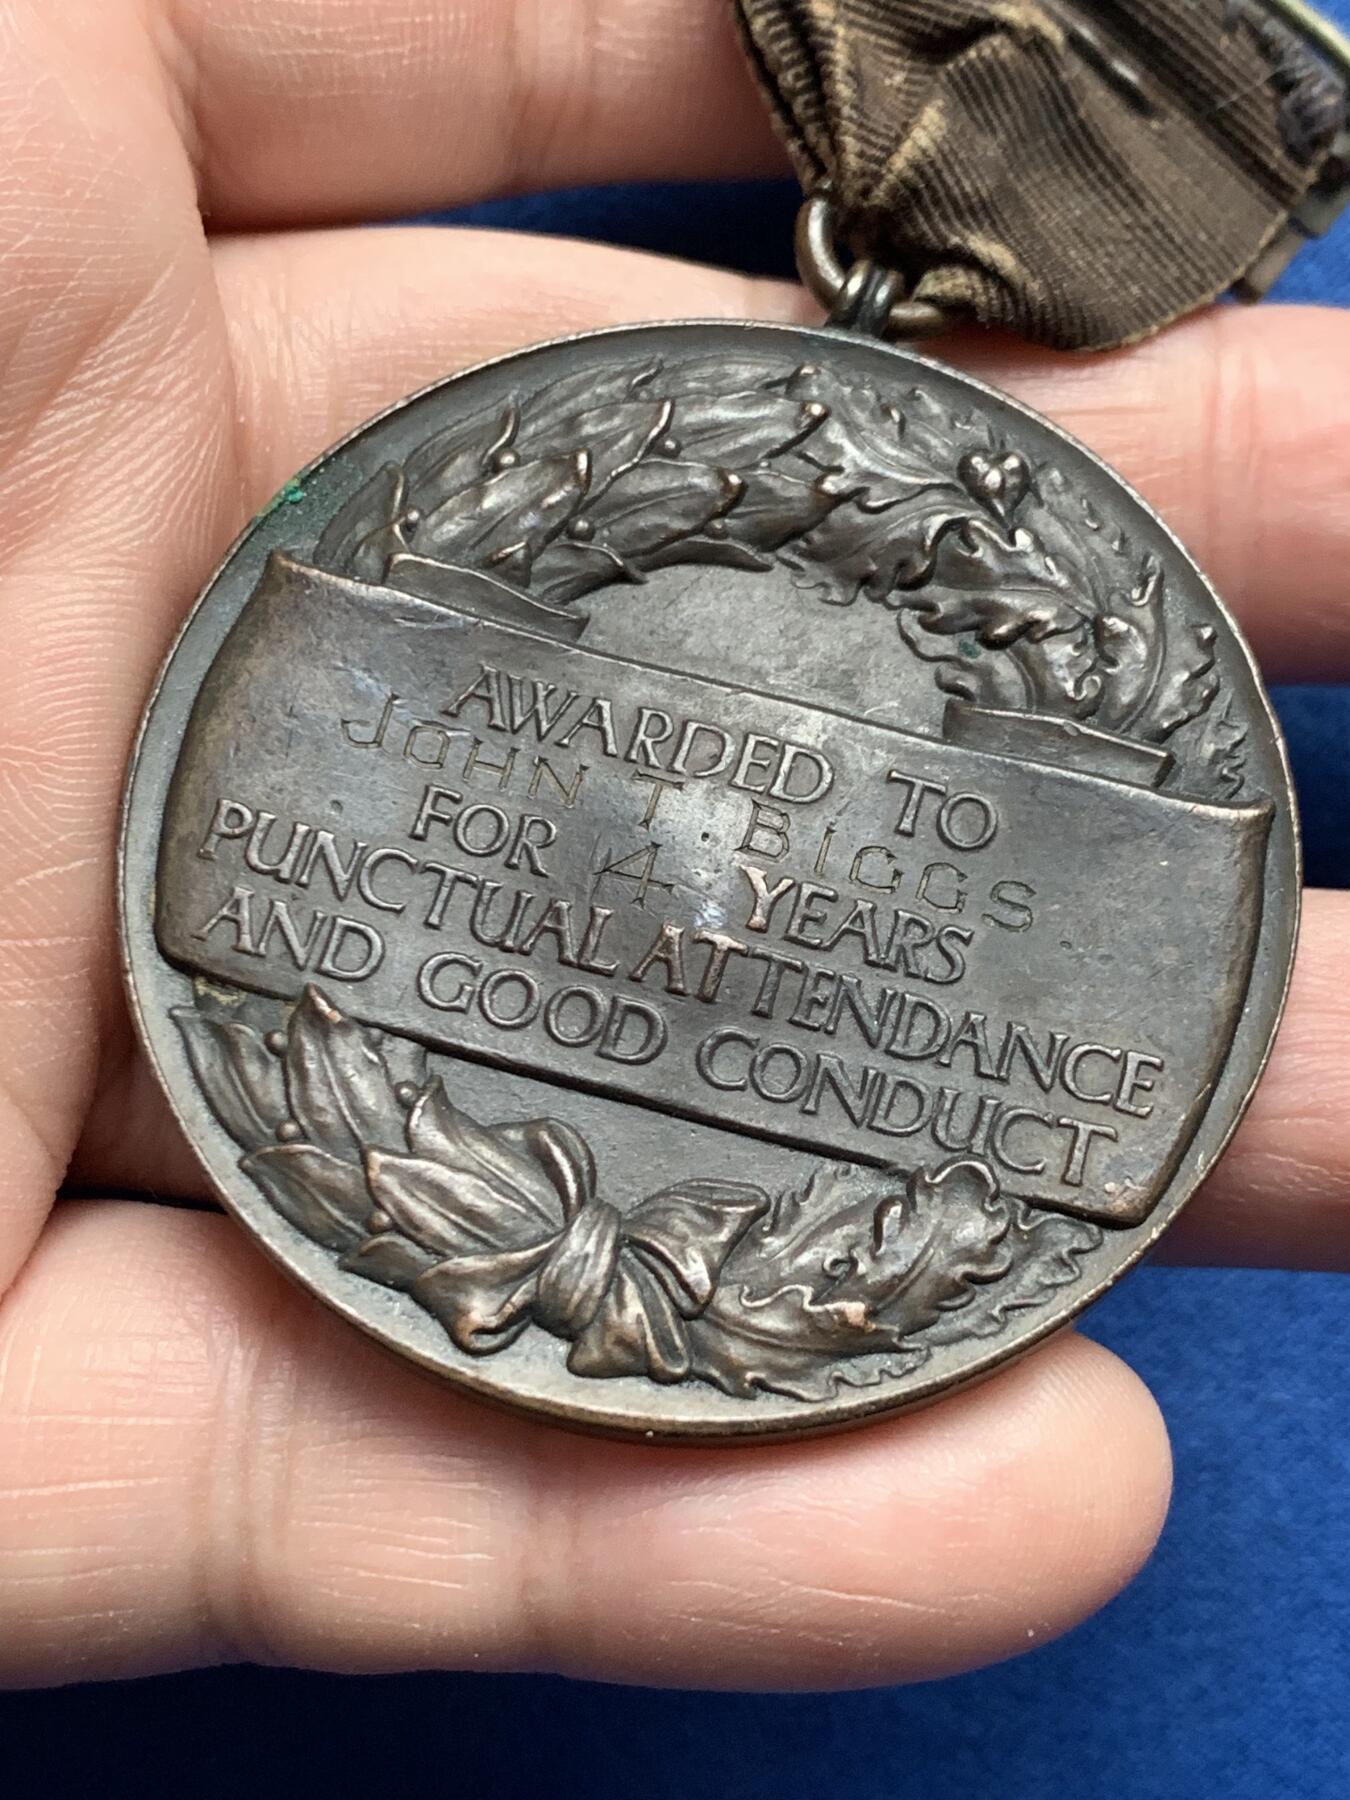 AWARDED TO
JOHN T. BIGGS.
FOR 4 YEARS
PUNCTUAL ATTENDANCE
AND GOOD CONDUCT